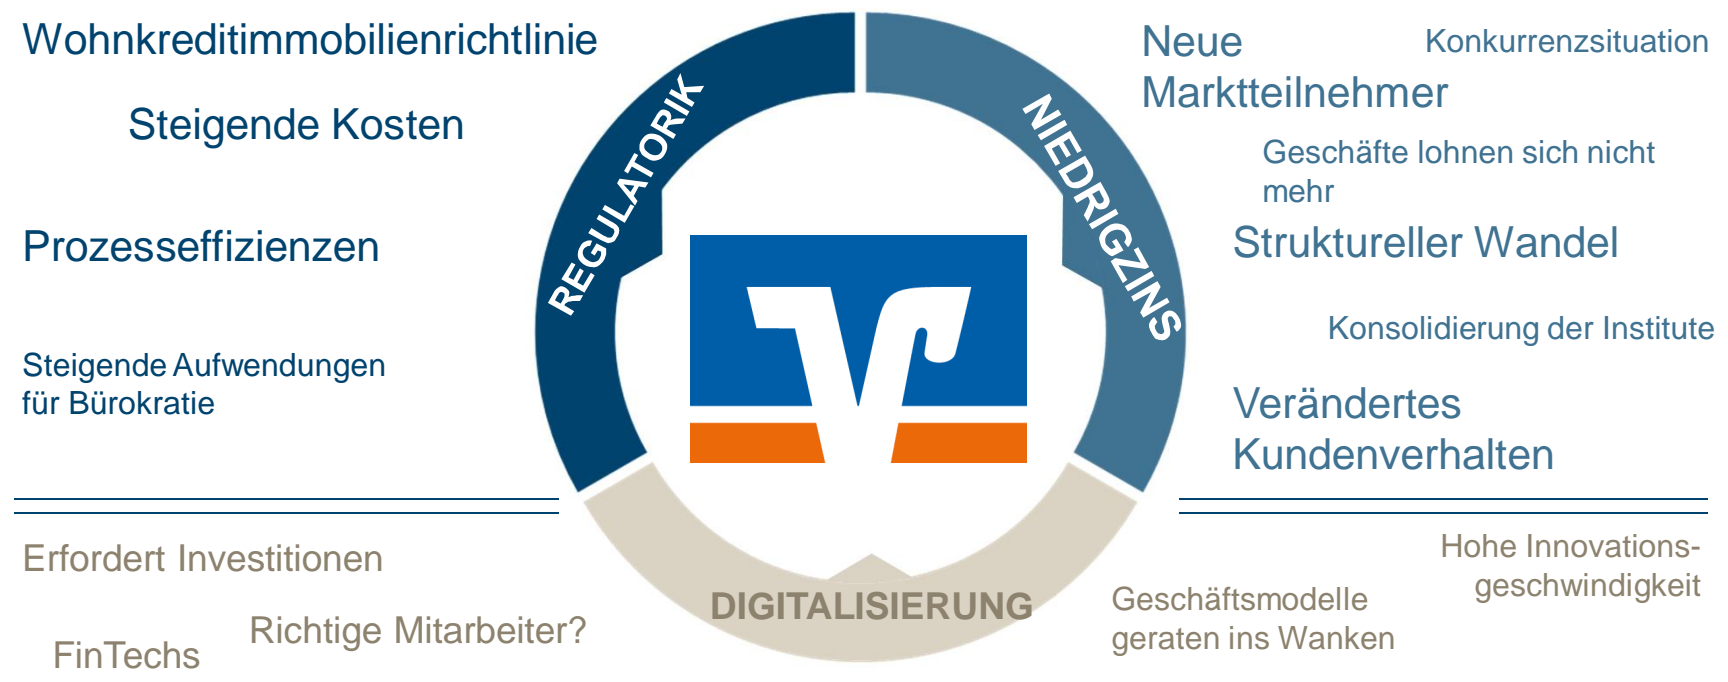 Wohnkreditimmobilienrichtlinie
Steigende Kosten
Prozesseffizienzen
Steigende Aufwendungen
für Bürokratie
REGULATORIK
NIEDRIGZINS
Neue
Marktteilnehmer
Konkurrenzsituation
Geschäfte lohnen sich nicht
mehr
Struktureller Wandel
Konsolidierung der Institute
Verändertes
Kundenverhalten
Erfordert Investitionen
Richtige Mitarbeiter?
FinTechs
DIGITALISIERUNG
Geschäftsmodelle
geraten ins Wanken
Hohe Innovations-
geschwindigkeit